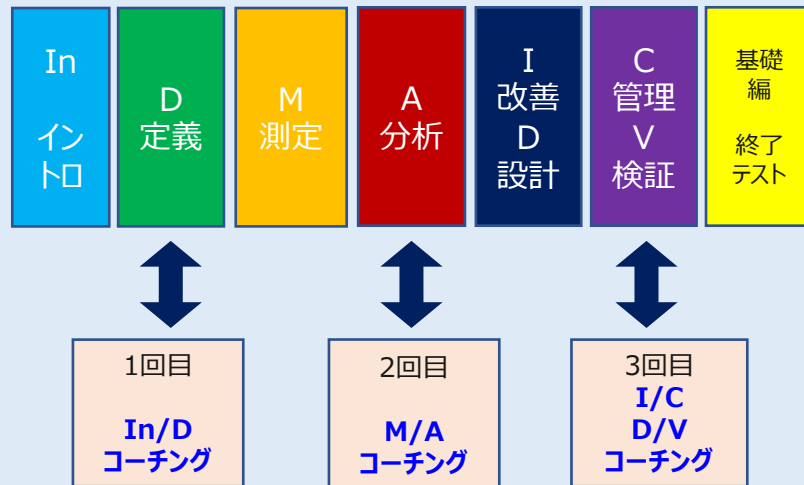 In
イン
トロ
D
定義
M
測定
A
分析
I
改善
D
設計
C
管理
V
検証
基礎
編
終了
テスト
1回目
In/D
コーチング
2回目
M/A
コーチング
3回目
I/C
D/V
コーチング